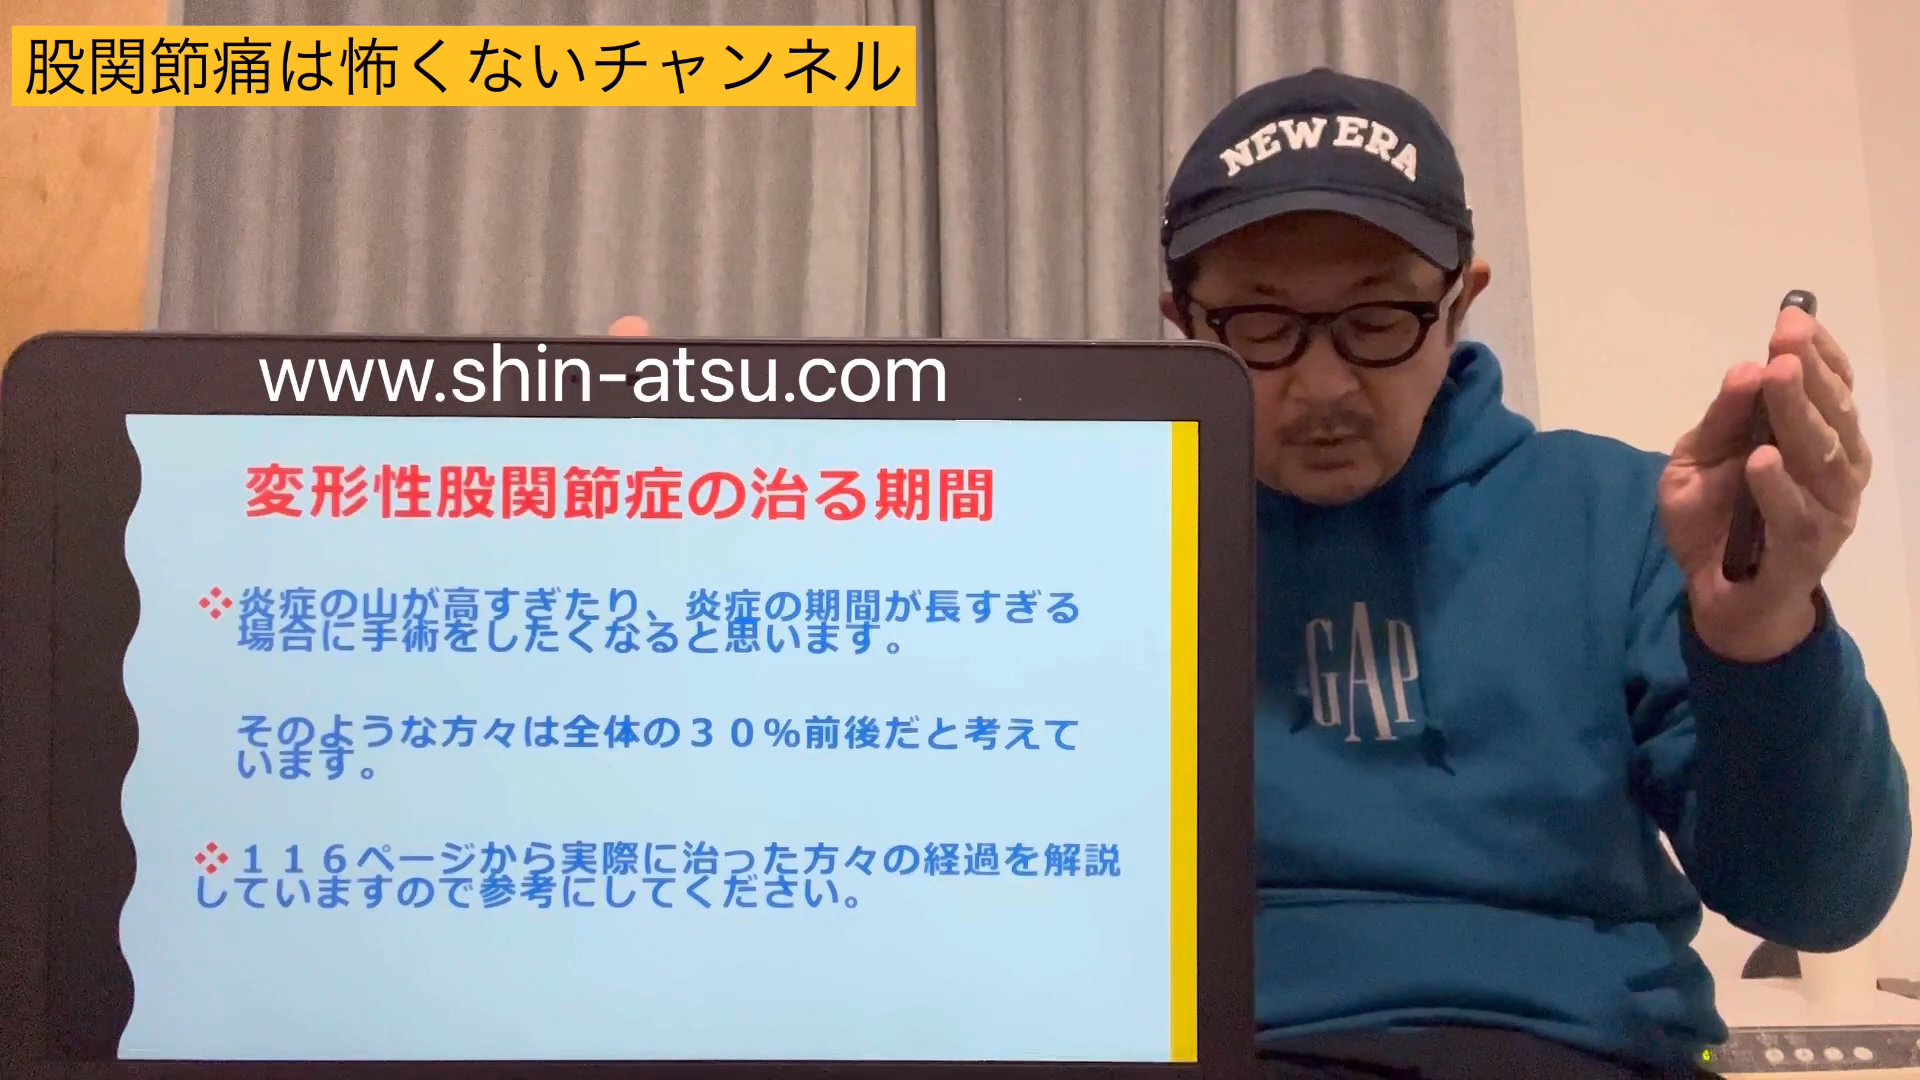 股関節痛は怖くないチャンネル
NEW ERA
www.shin-atsu.com
変形性股関節症の治る期間
❖炎症の山が高すぎたり、炎症の期間が長すぎる
場合に手術をしたくなると思います。
そのような方々は全体の３０％前後だと考えて
います。
❖１１６ページから実際に治った方々の経過を解説
していますので参考にしてください。
GAP